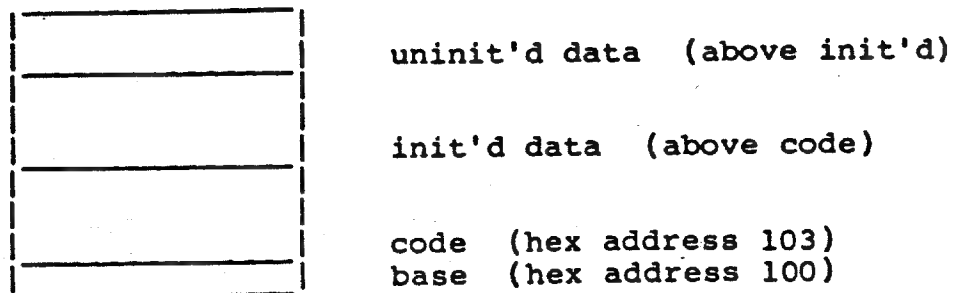 uninit'd data (above init'd)
init'd data (above code)
code (hex address 103)
base (hex address 100)